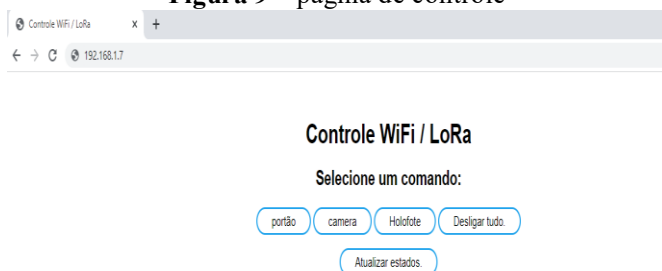 Figura 9 – página de controle
Controle WiFi / LoRa x +
192.168.1.7
Controle WiFi / LoRa
Selecione um comando:
portão camera Holofote Desligar tudo.
Atualizar estados.